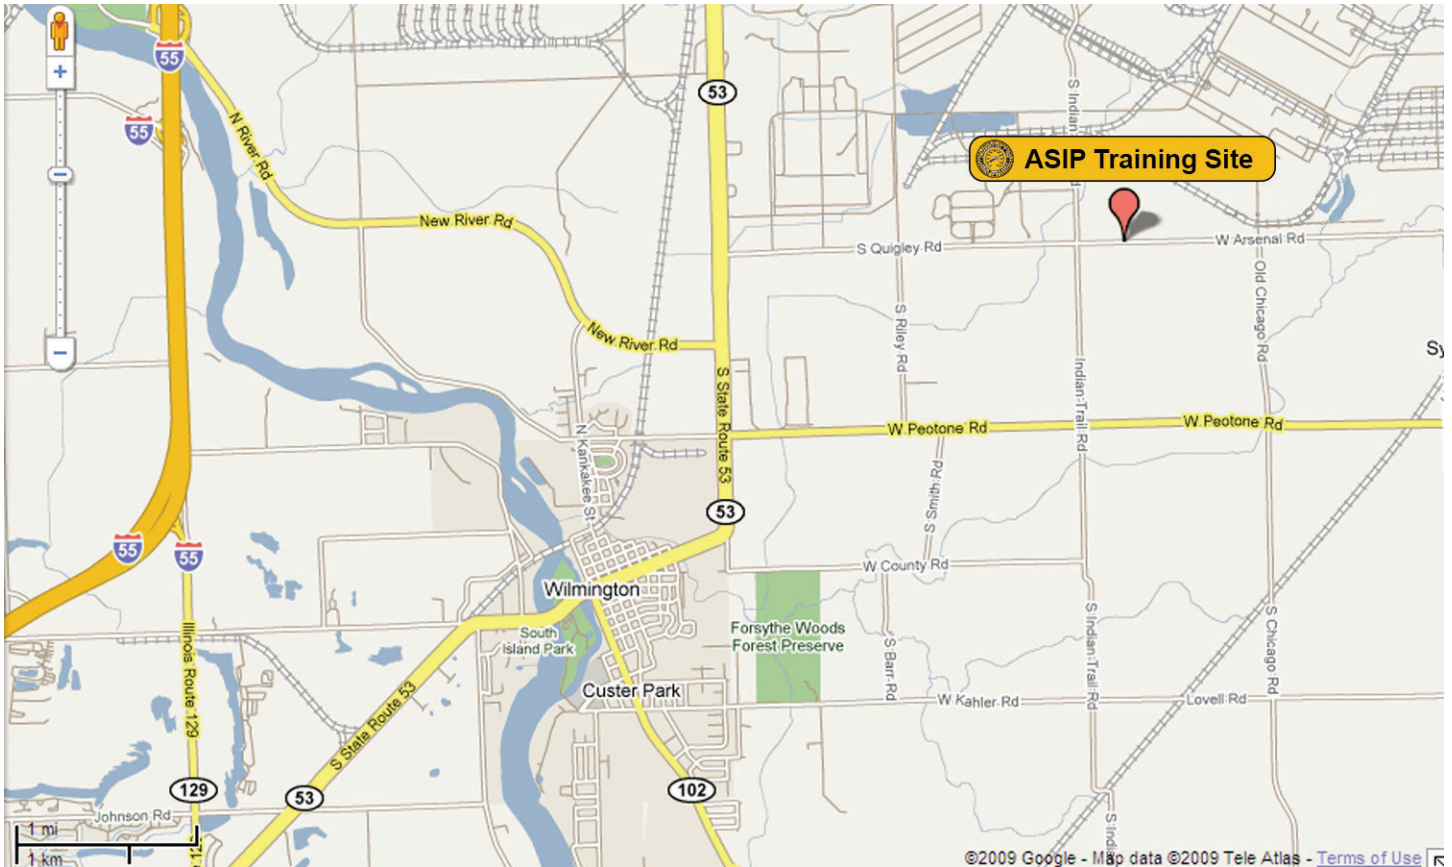 55
53
55
N River Rd
S Indian
ASIP Training Site
New River Rd
S Quigley Rd
W Arsenal Rd
Old Chicago Rd
S Riley Rd
New River Rd
Sy
S State Route 53
Indian-Trail Rd
W Peotone Rd
W Peotone Rd
N Kankakee St
S Smith Rd
53
55
55
W County Rd
Wilmington
S Indian-Trail Rd
S Chicago Rd
Illinois Route 129
South
Island Park
Forsythe Woods
Forest Preserve
S Barr Rd
Custer Park
S State Route 53
W Kahler Rd
Lovell Rd
129
53
102
Johnson Rd
1 mi
1 km
©2009 Google - Map data ©2009 Tele Atlas - Terms of Use